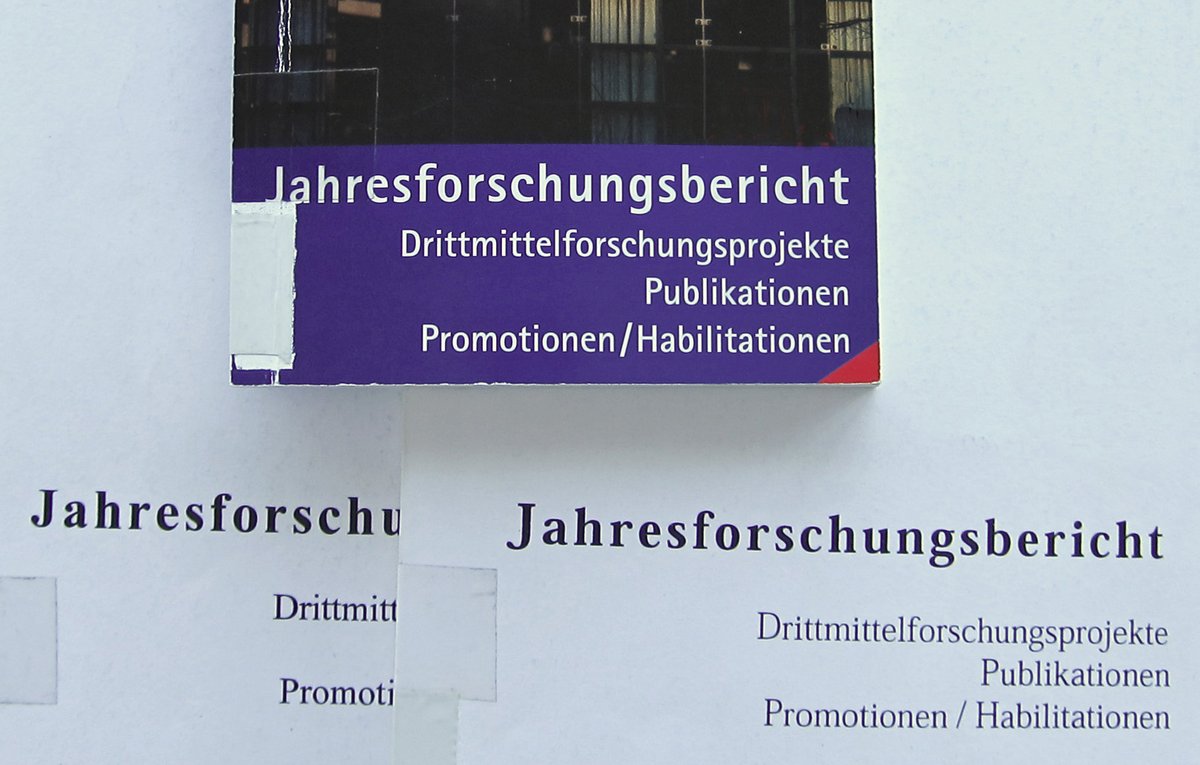 Jahresforschungsbericht
Drittmittelforschungsprojekte
Publikationen
Promotionen/Habilitationen
Jahresforschu
Drittmitt
Promoti
Jahresforschungsbericht
Drittmittelforschungsprojekte
Publikationen
Promotionen / Habilitationen